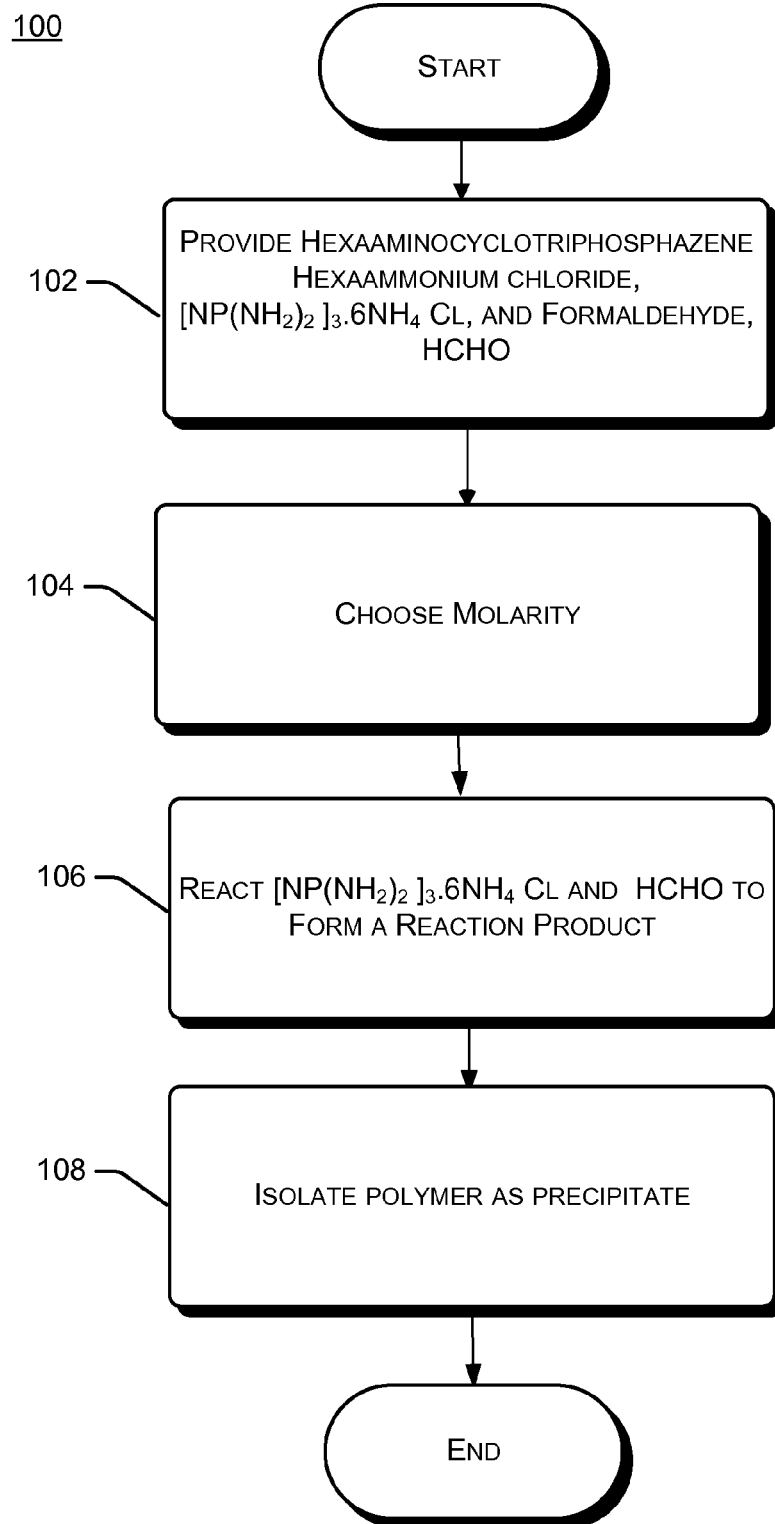 100
START
102
PROVIDE HEXAAMINOCYCLOTRIPHOSPHAZENE
HEXAAMMONIUM CHLORIDE,
[NP(NH₂)₂ ]₃.6NH₄ CL, AND FORMALDEHYDE,
HCHO
104
CHOOSE MOLARITY
106
REACT [NP(NH₂)₂ ]₃.6NH₄ CL AND HCHO TO
FORM A REACTION PRODUCT
108
ISOLATE POLYMER AS PRECIPITATE
END